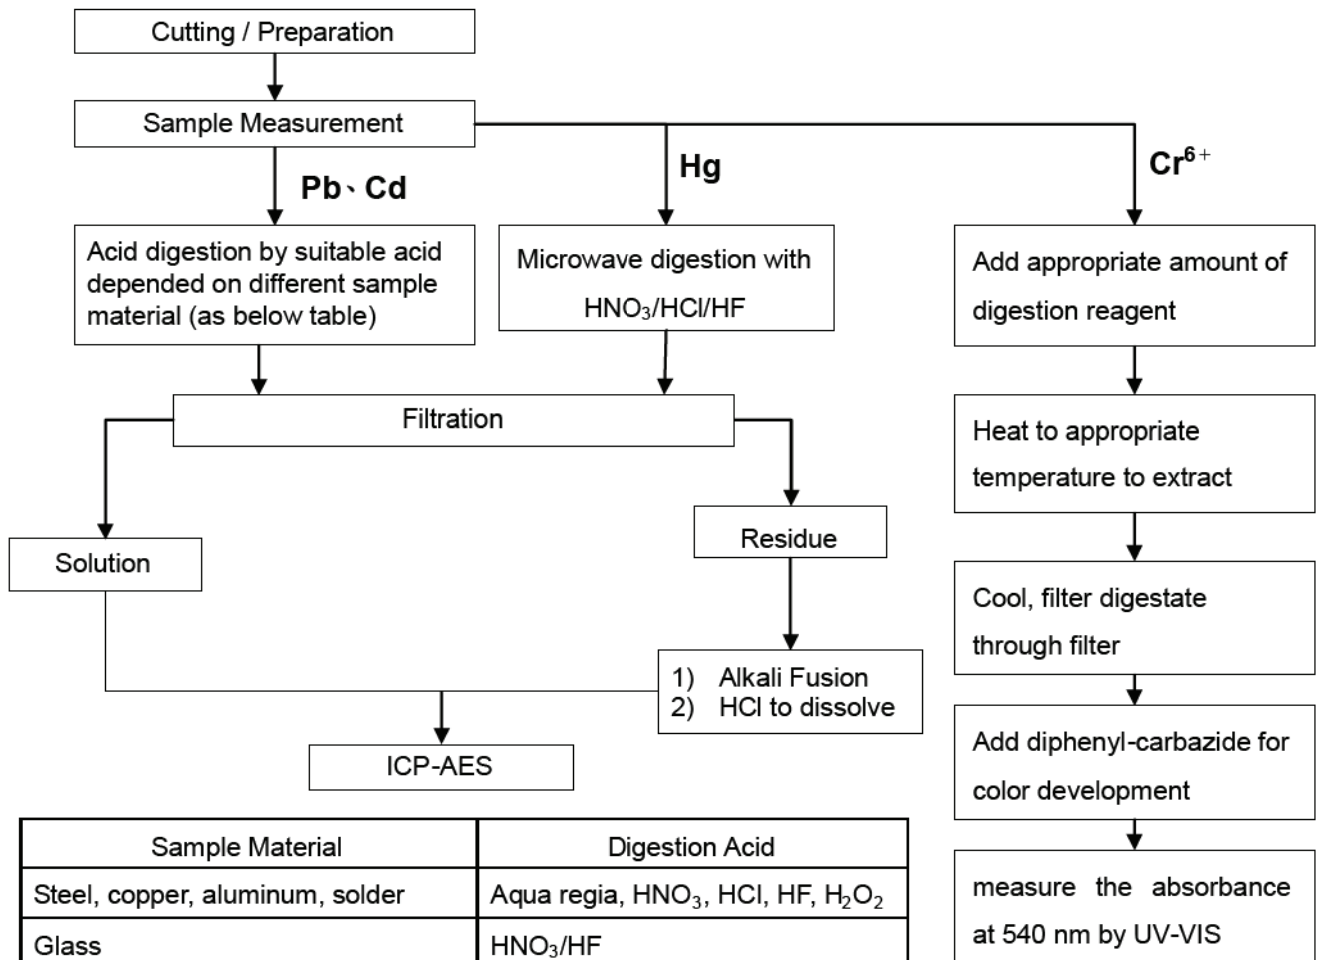 Cutting / Preparation
Sample Measurement
Pb、Cd
Hg
Cr⁶⁺
Acid digestion by suitable acid
depended on different sample
material (as below table)
Microwave digestion with
HNO₃/HCl/HF
Add appropriate amount of
digestion reagent
Filtration
Heat to appropriate
temperature to extract
Solution
Residue
Cool, filter digestate
through filter
1) Alkali Fusion
2) HCl to dissolve
ICP-AES
Add diphenyl-carbazide for
color development
measure the absorbance
at 540 nm by UV-VIS
Sample Material Digestion Acid
Steel, copper, aluminum, solder Aqua regia, HNO₃, HCl, HF, H₂O₂
Glass HNO₃/HF